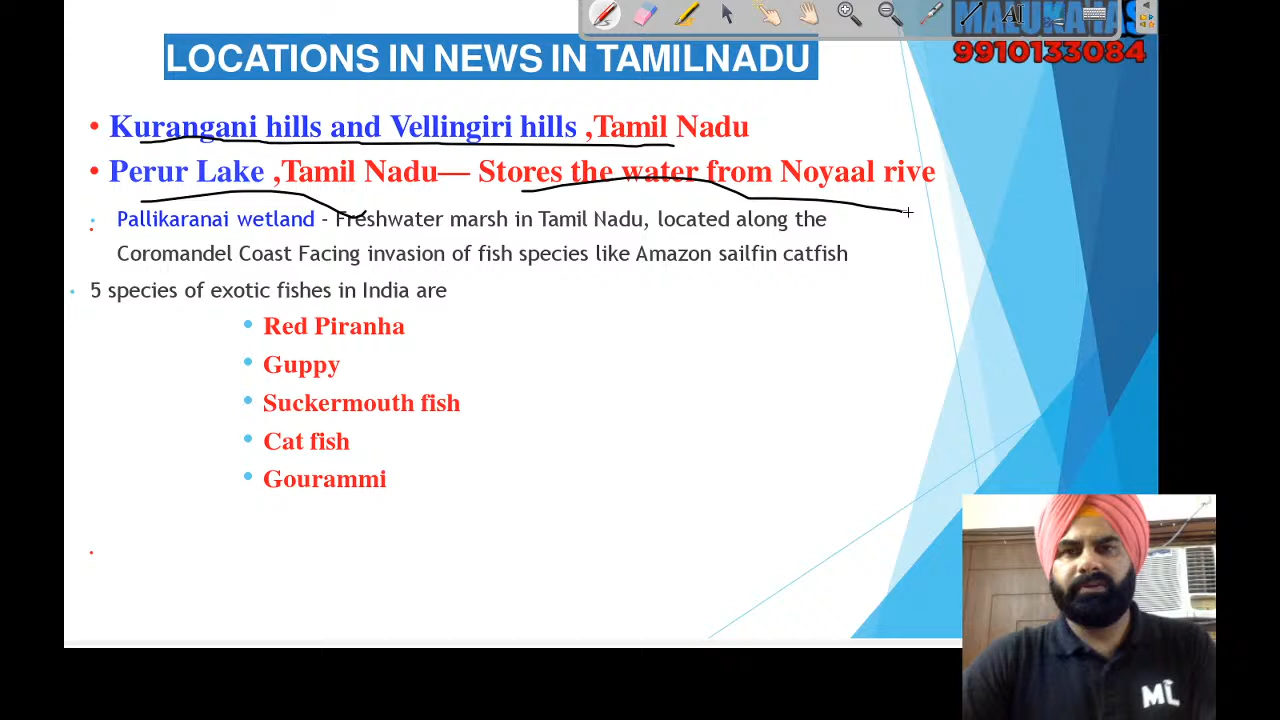 MALUKA IAS
9910133084
LOCATIONS IN NEWS IN TAMILNADU
• Kurangani hills and Vellingiri hills ,Tamil Nadu
• Perur Lake ,Tamil Nadu— Stores the water from Noyaal rive
Pallikaranai wetland - Freshwater marsh in Tamil Nadu, located along the
Coromandel Coast Facing invasion of fish species like Amazon sailfin catfish
• 5 species of exotic fishes in India are
• Red Piranha
• Guppy
• Suckermouth fish
• Cat fish
• Gourammi
ML